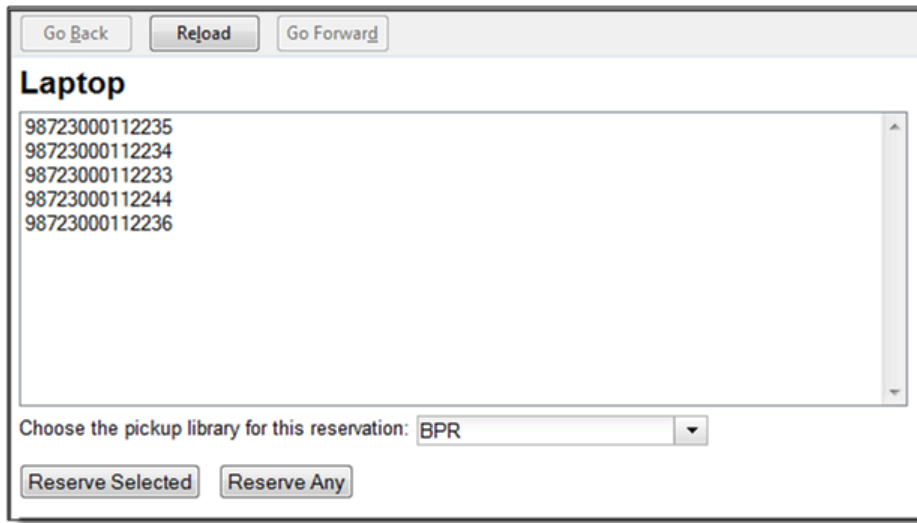 Go Back Reload Go Forward
Laptop
98723000112235
98723000112234
98723000112233
98723000112244
98723000112236
Choose the pickup library for this reservation: BPR
Reserve Selected Reserve Any